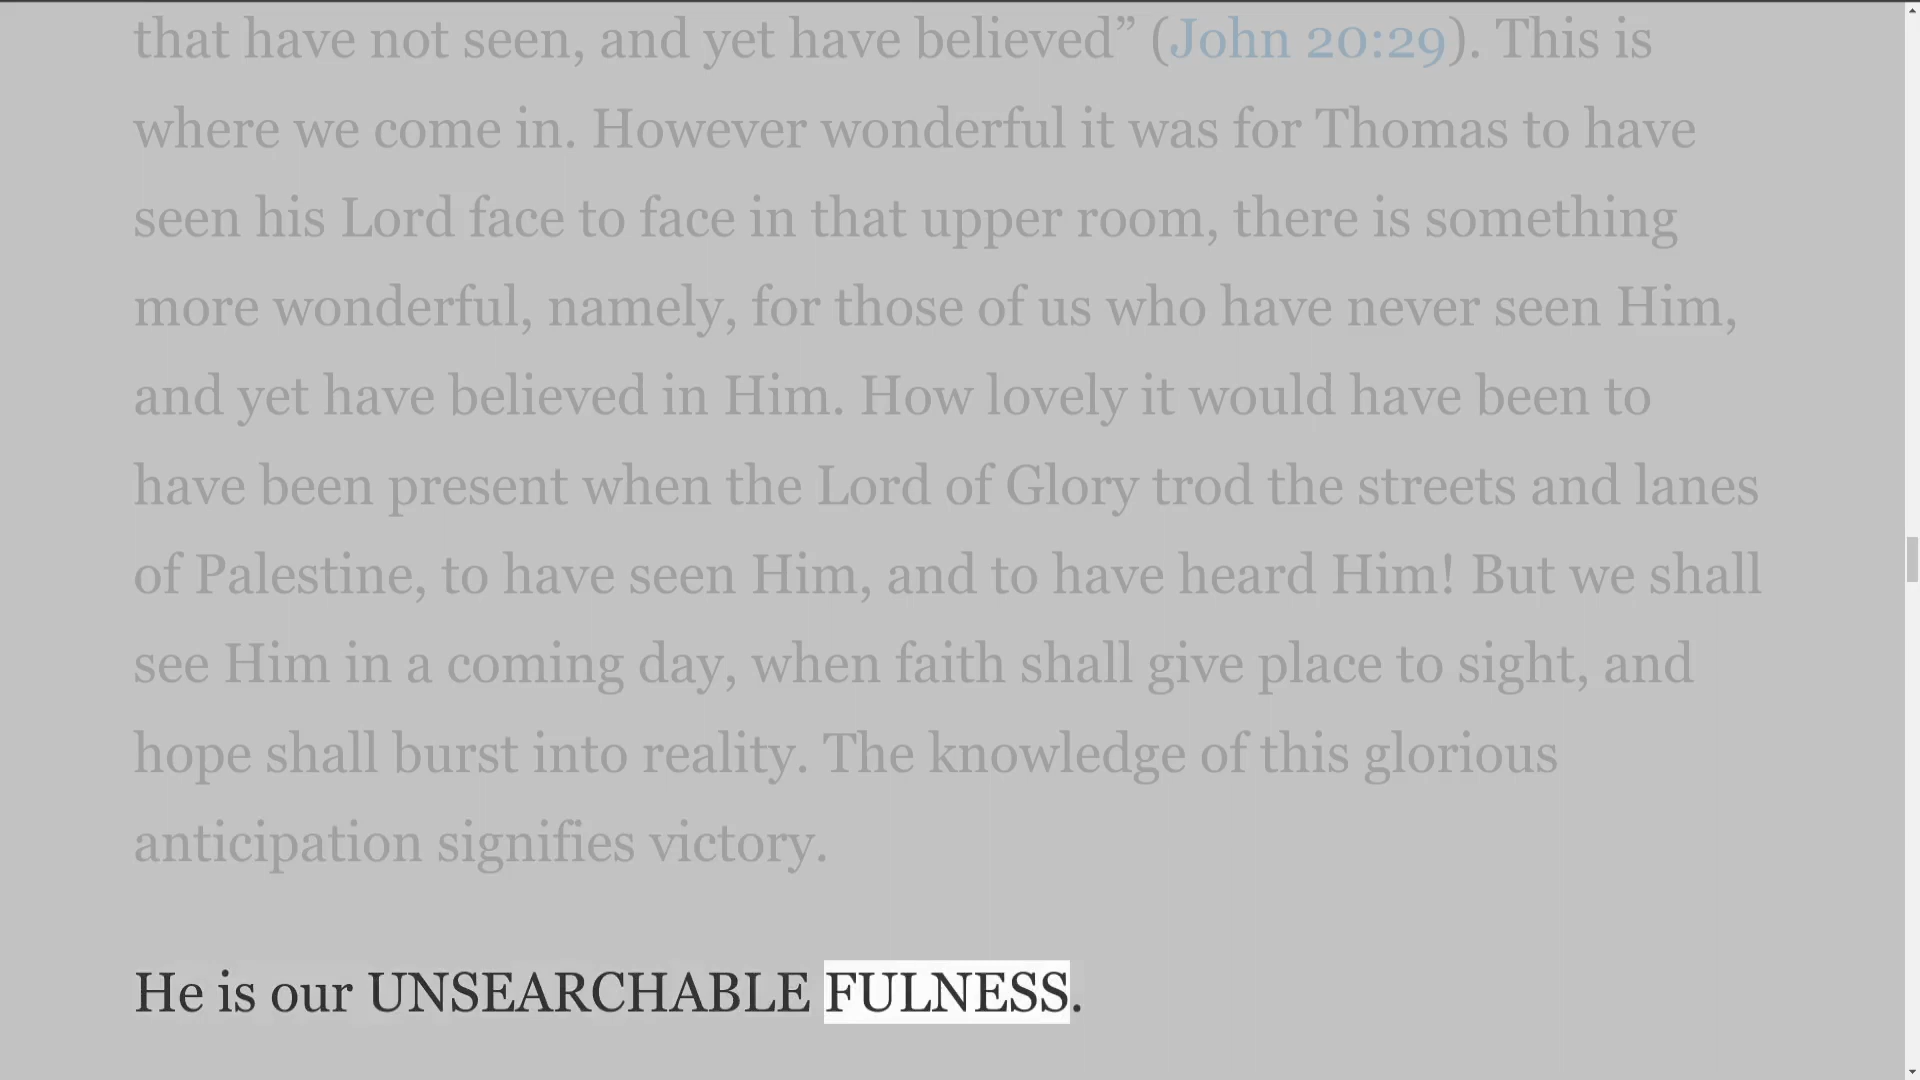 that have not seen, and yet have believed” (John 20:29). This is
where we come in. However wonderful it was for Thomas to have
seen his Lord face to face in that upper room, there is something
more wonderful, namely, for those of us who have never seen Him,
and yet have believed in Him. How lovely it would have been to
have been present when the Lord of Glory trod the streets and lanes
of Palestine, to have seen Him, and to have heard Him! But we shall
see Him in a coming day, when faith shall give place to sight, and
hope shall burst into reality. The knowledge of this glorious
anticipation signifies victory.
He is our UNSEARCHABLE FULNESS.